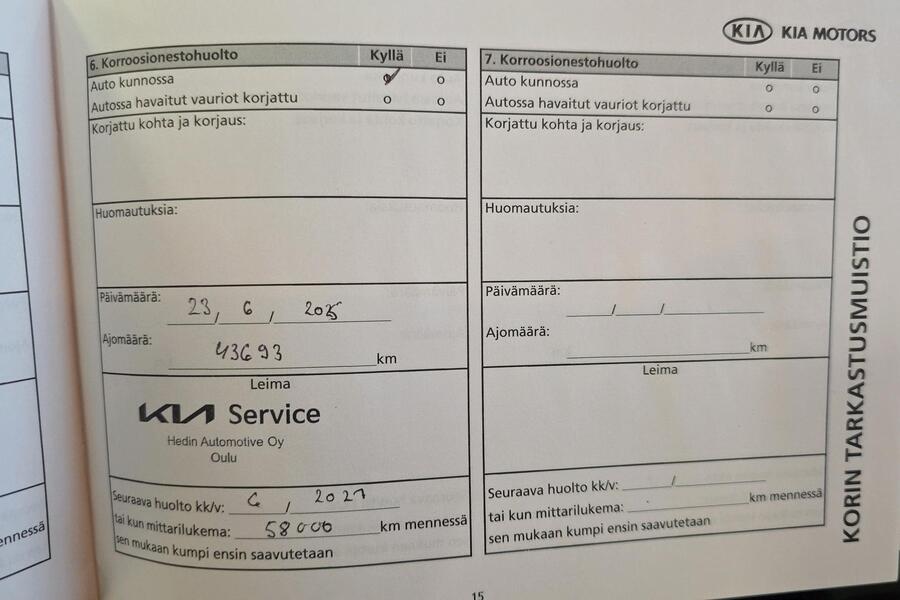 KIA KIA MOTORS
6. Korroosionestohuolto Kyllä Ei
Auto kunnossa o o
Autossa havaitut vauriot korjattu o o
Korjattu kohta ja korjaus:
Huomautuksia:
Päivämäärä: 23, 6, 2025
Ajomäärä: 43693 km
Leima
KIA Service
Hedin Automotive Oy
Oulu
Seuraava huolto kk/v: 6, 2027
tai kun mittarilukema: 58000 km mennessä
sen mukaan kumpi ensin saavutetaan
7. Korroosionestohuolto Kyllä Ei
Auto kunnossa o o
Autossa havaitut vauriot korjattu o o
Korjattu kohta ja korjaus:
Huomautuksia:
Päivämäärä: / /
Ajomäärä: km
Leima
Seuraava huolto kk/v: /
tai kun mittarilukema: km mennessä
sen mukaan kumpi ensin saavutetaan
KORIN TARKASTUSMUISTIO
ennessä
15